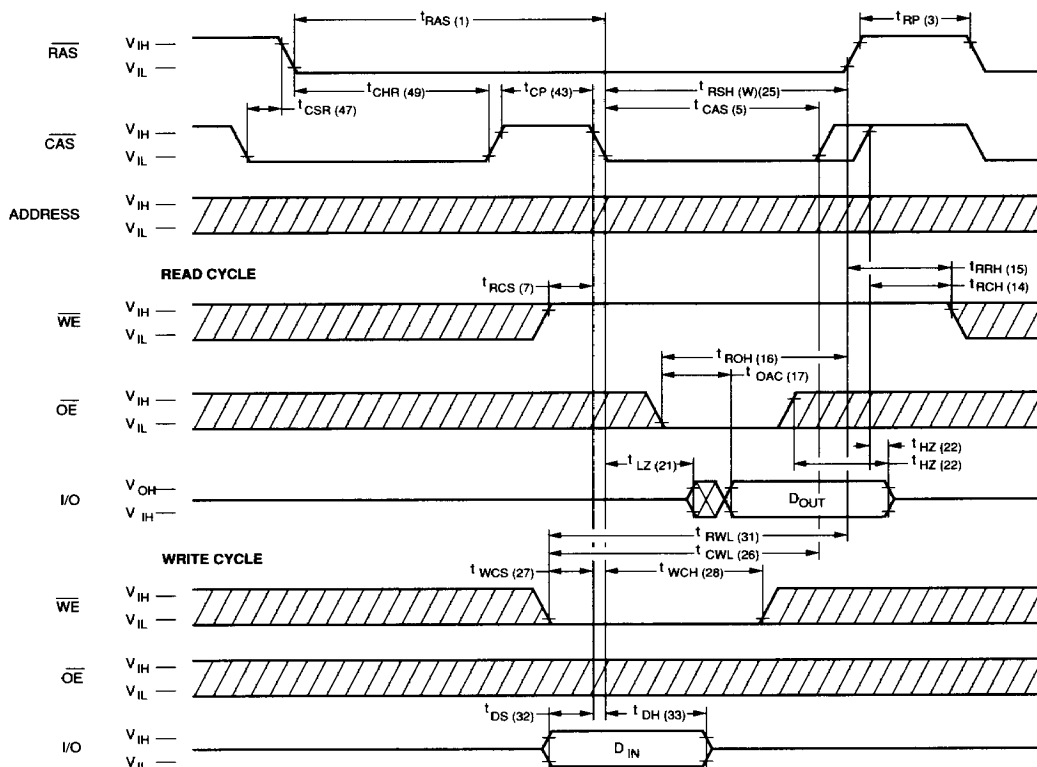 t RAS (1)
t RP (3)
RAS
V IH
V IL
t CHR (49)
t CP (43)
t RSH (W)(25)
t CSR (47)
t CAS (5)
CAS
V IH
V IL
ADDRESS
V IH
V IL
READ CYCLE
t RRH (15)
t RCS (7)
t RCH (14)
WE
V IH
V IL
t ROH (16)
t OAC (17)
OE
V IH
V IL
t HZ (22)
t LZ (21)
t HZ (22)
I/O
V OH
V IH
D OUT
t RWL (31)
WRITE CYCLE
t CWL (26)
t WCS (27)
t WCH (28)
WE
V IH
V IL
OE
V IH
V IL
t DS (32)
t DH (33)
I/O
V IH
V IL
D IN